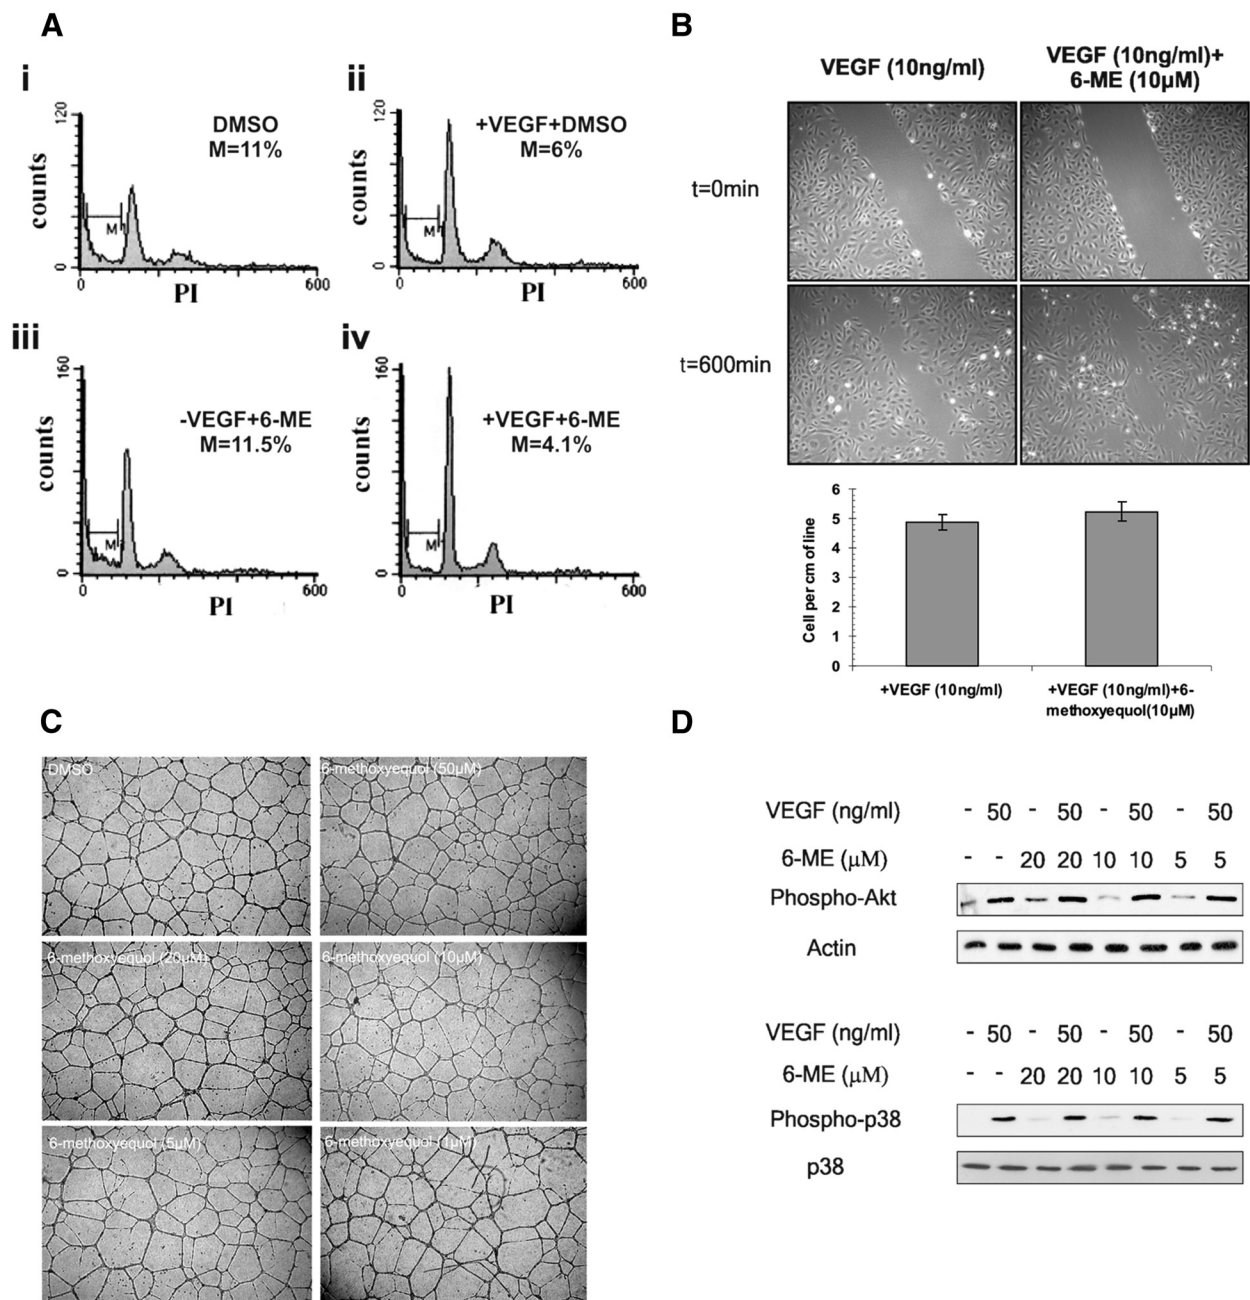 A
i
120
counts
0
DMSO
M=11%
M
0
600
PI
ii
120
counts
0
+VEGF+DMSO
M=6%
M
0
600
PI
iii
160
counts
0
-VEGF+6-ME
M=11.5%
M
0
600
PI
iv
160
counts
0
+VEGF+6-ME
M=4.1%
M
0
600
PI
B
VEGF (10ng/ml)
VEGF (10ng/ml)+
6-ME (10µM)
t=0min
t=600min
Cell per cm of line
6
5
4
3
2
1
0
+VEGF (10ng/ml)
+VEGF (10ng/ml)+6-
methoxyequol(10µM)
C
DMSO
6-methoxyequol (50µM)
6-methoxyequol (20µM)
6-methoxyequol (10µM)
6-methoxyequol (5µM)
6-methoxyequol (1µM)
D
VEGF (ng/ml) - 50 - 50 - 50 - 50
6-ME (µM) - - 20 20 10 10 5 5
Phospho-Akt
Actin
VEGF (ng/ml) - 50 - 50 - 50 - 50
6-ME (µM) - - 20 20 10 10 5 5
Phospho-p38
p38